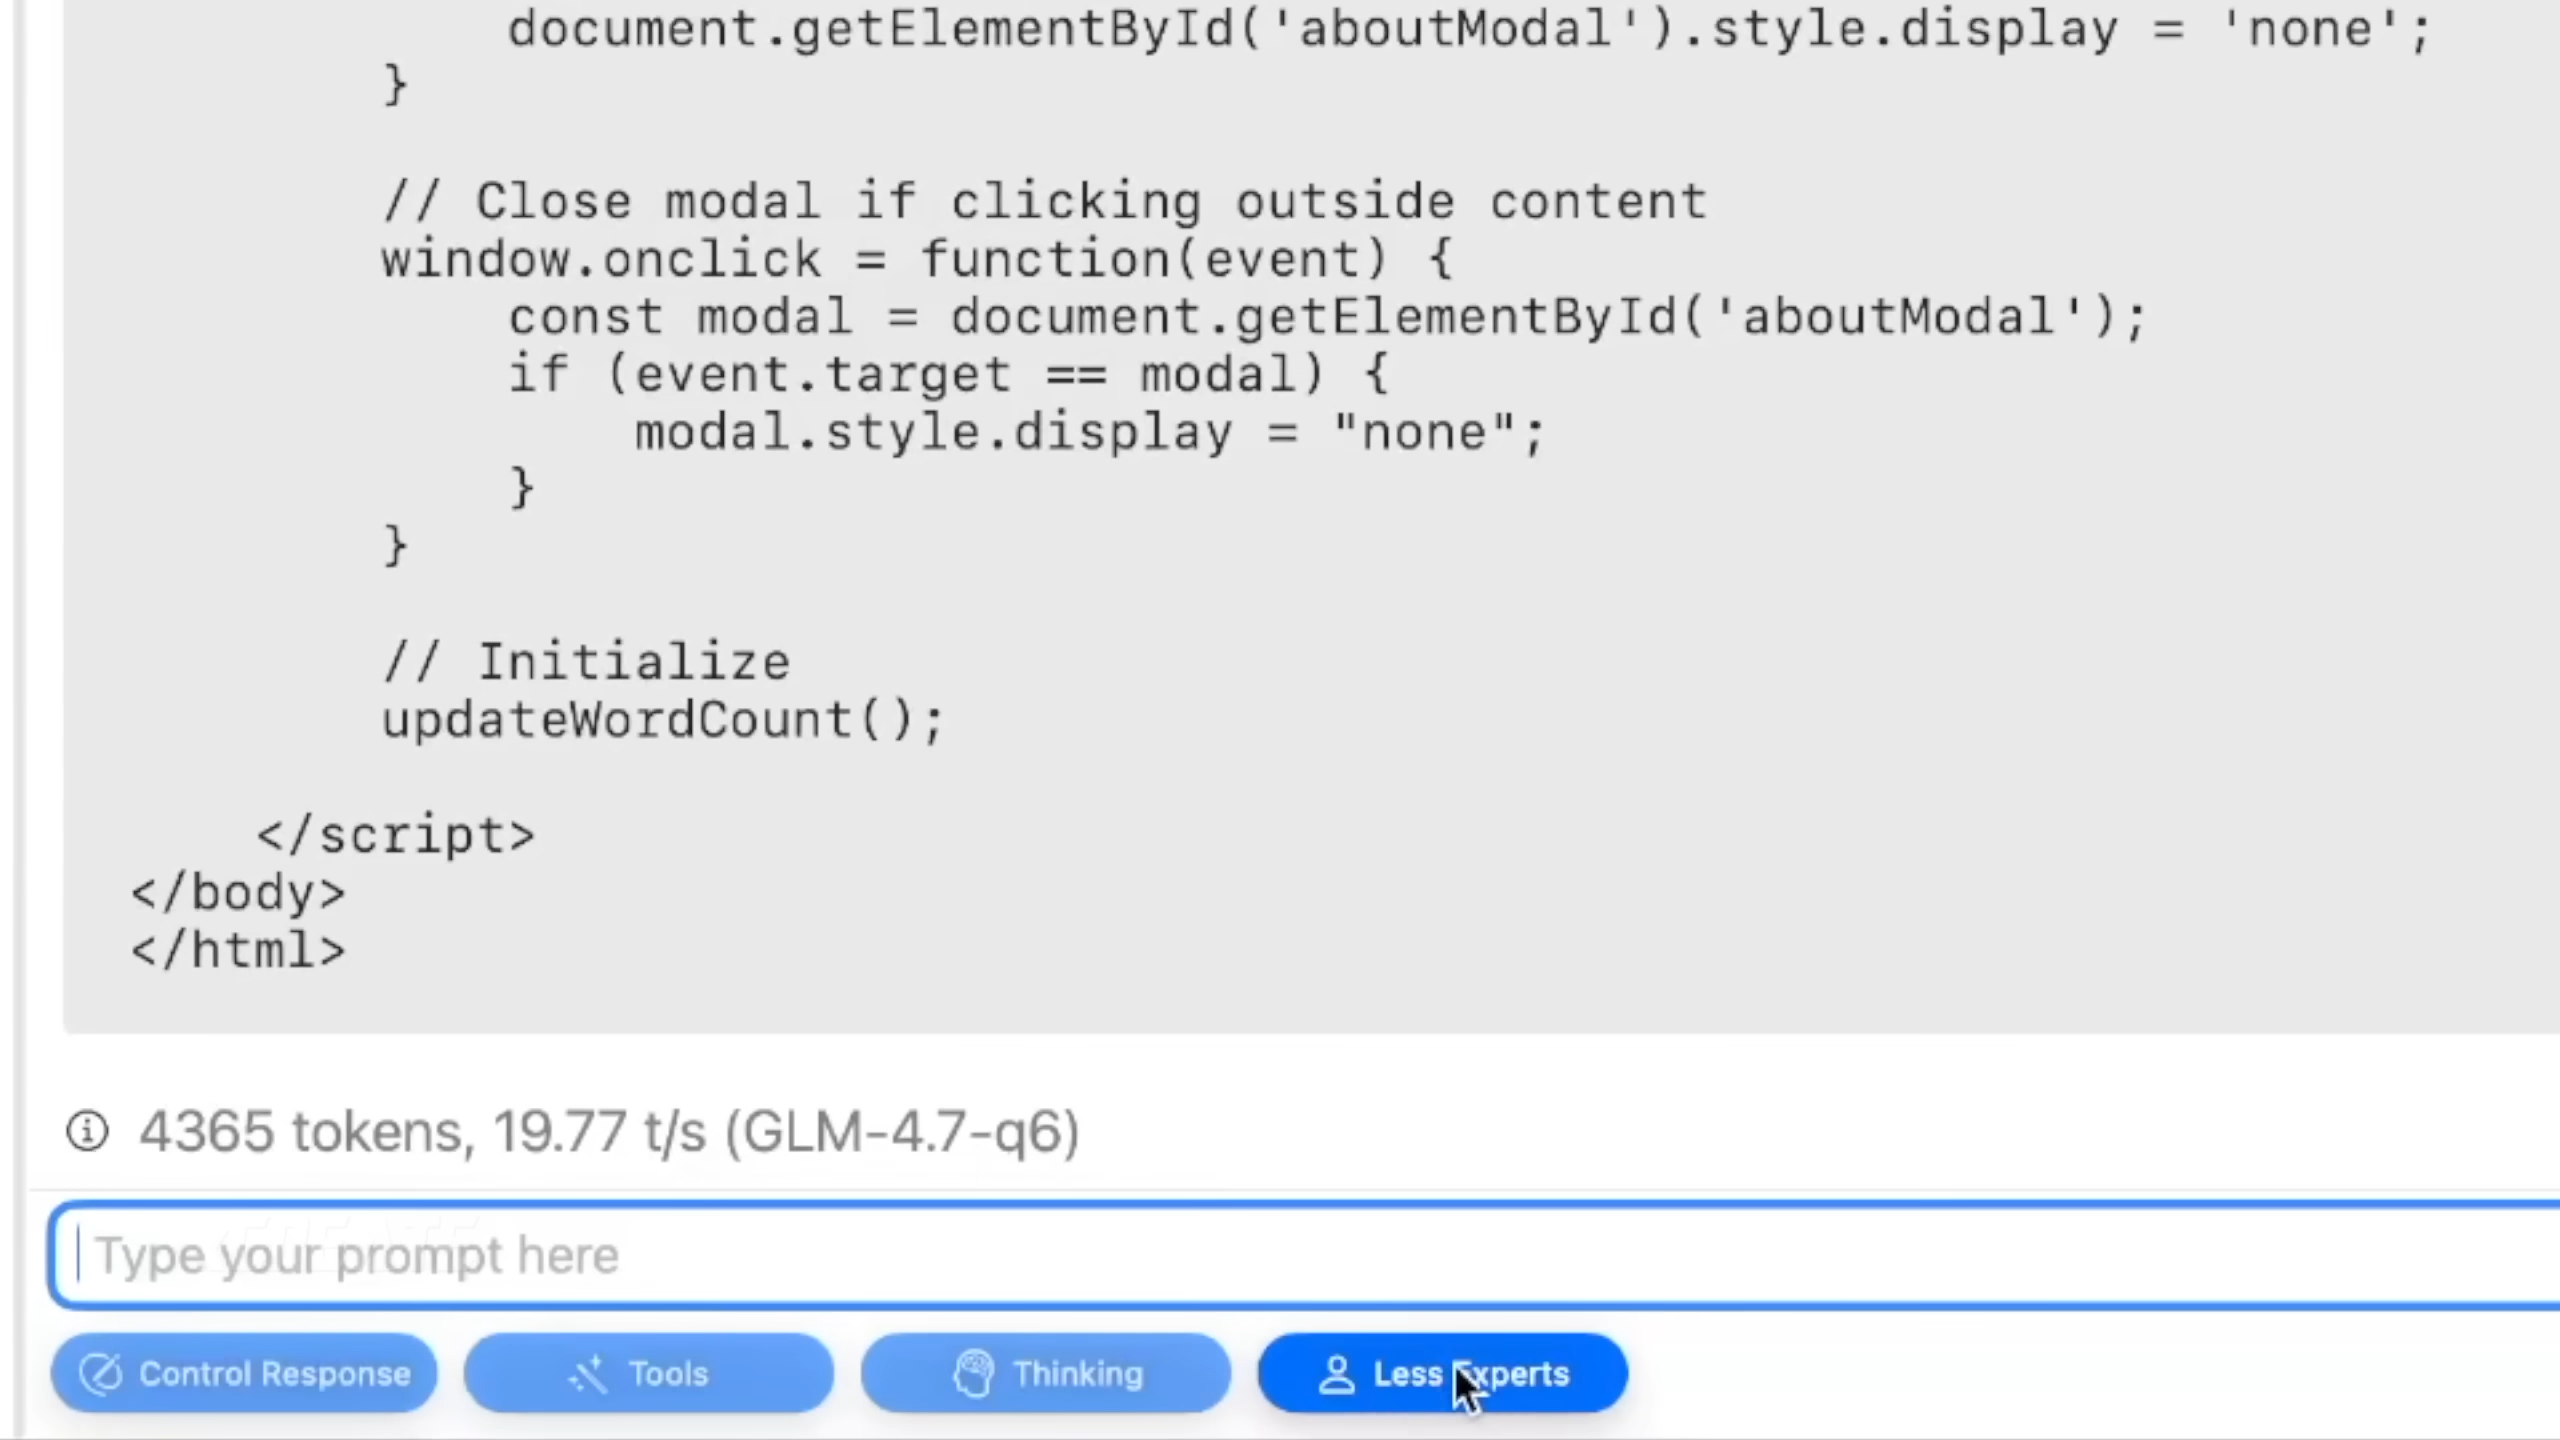 document.getElementById('aboutModal').style.display = 'none';
}
// Close modal if clicking outside content
window.onclick = function(event) {
const modal = document.getElementById('aboutModal');
if (event.target == modal) {
modal.style.display = "none";
}
}
// Initialize
updateWordCount();
</script>
</body>
</html>
4365 tokens, 19.77 t/s (GLM-4.7-q6)
Type your prompt here
Control Response
Tools
Thinking
Less Experts